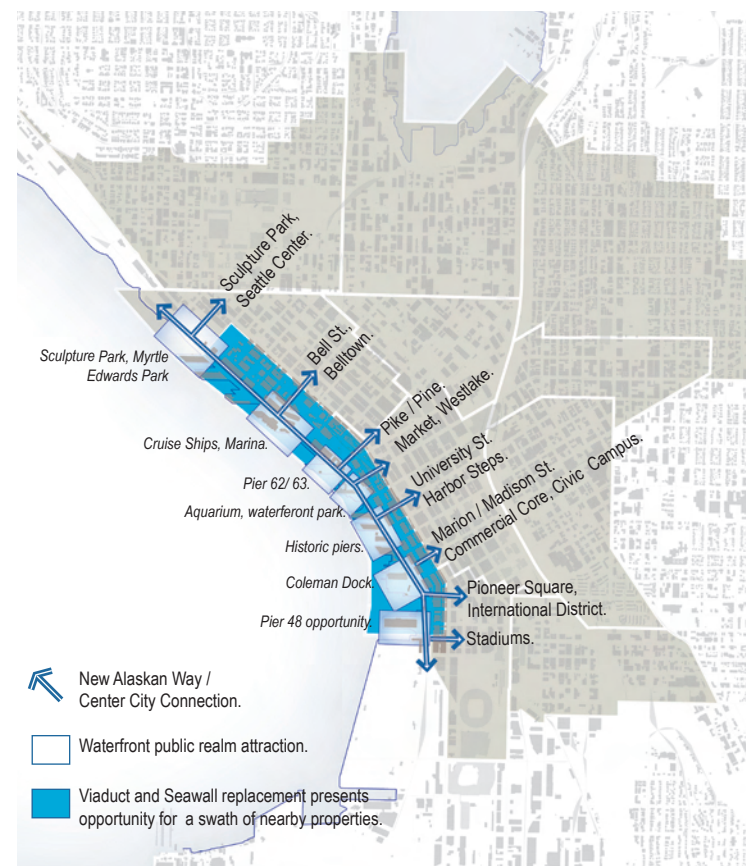 Sculpture Park,
Seattle Center.
Bell St.,
Belltown.
Sculpture Park, Myrtle
Edwards Park
Pike / Pine.
Market, Westlake.
Cruise Ships, Marina.
University St.
Harbor Steps.
Pier 62/ 63.
Marion / Madison St.
Commercial Core, Civic Campus.
Aquarium, waterferont park.
Historic piers.
Coleman Dock.
Pioneer Square,
International District.
Pier 48 opportunity.
Stadiums.
New Alaskan Way /
Center City Connection.
Waterfront public realm attraction.
Viaduct and Seawall replacement presents
opportunity for a swath of nearby properties.